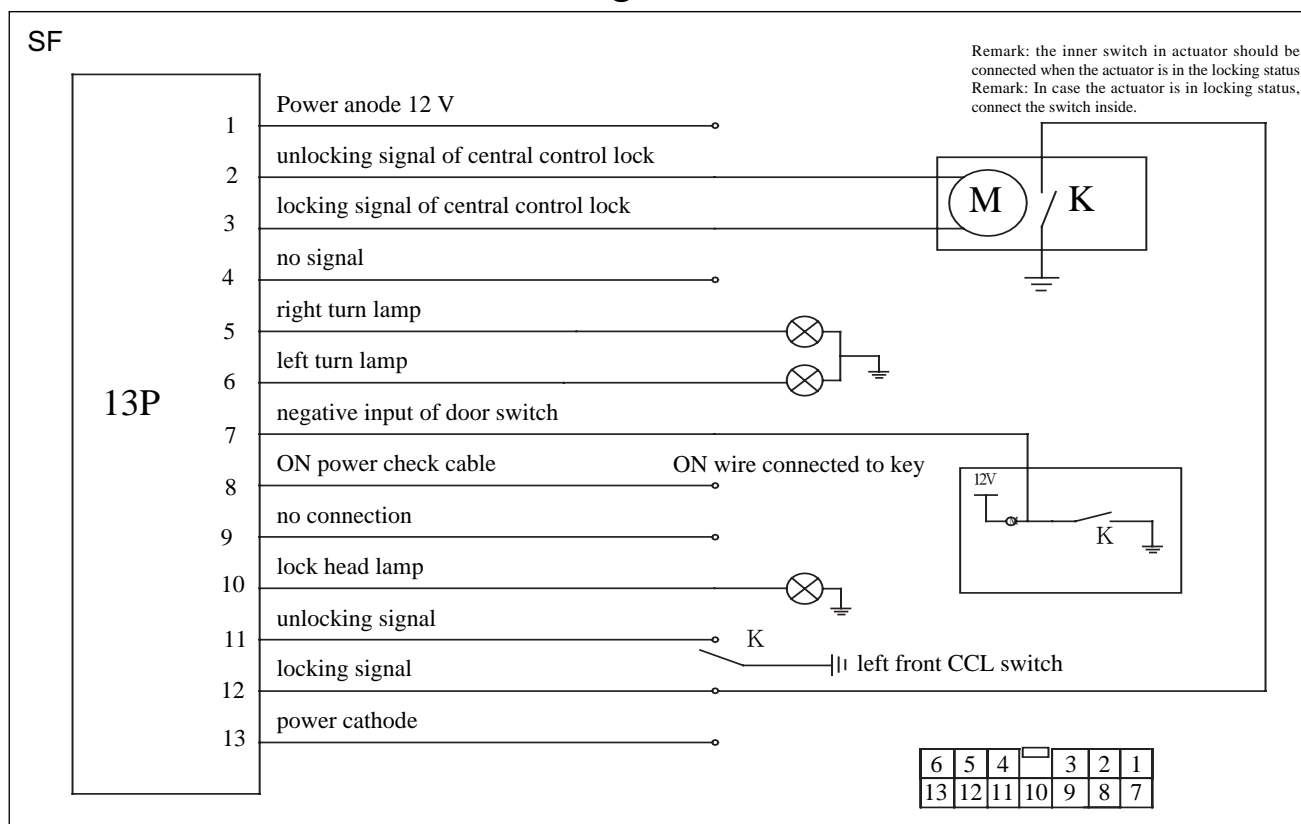 SF
Remark: the inner switch in actuator should be
connected when the actuator is in the locking status
Remark: In case the actuator is in locking status,
connect the switch inside.
13P
1 Power anode 12 V
2 unlocking signal of central control lock
3 locking signal of central control lock
M K
4 no signal
5 right turn lamp
6 left turn lamp
7 negative input of door switch
8 ON power check cable ON wire connected to key
12V
K
9 no connection
10 lock head lamp
11 unlocking signal
K
left front CCL switch
12 locking signal
13 power cathode
6 5 4 3 2 1
13 12 11 10 9 8 7